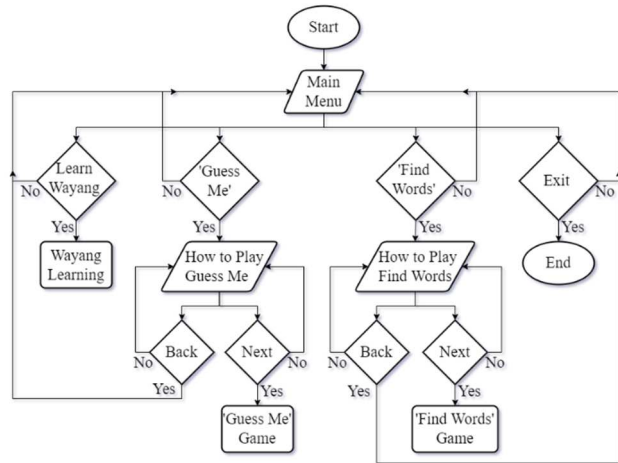 Start
Main
Menu
Learn
Wayang
'Guess
Me'
'Find
Words'
Exit
No
No
No
No
Yes
Yes
Yes
Yes
Wayang
Learning
How to Play
Guess Me
How to Play
Find Words
End
Back
Next
Back
Next
No
No
No
No
Yes
Yes
Yes
Yes
'Guess Me'
Game
'Find Words'
Game